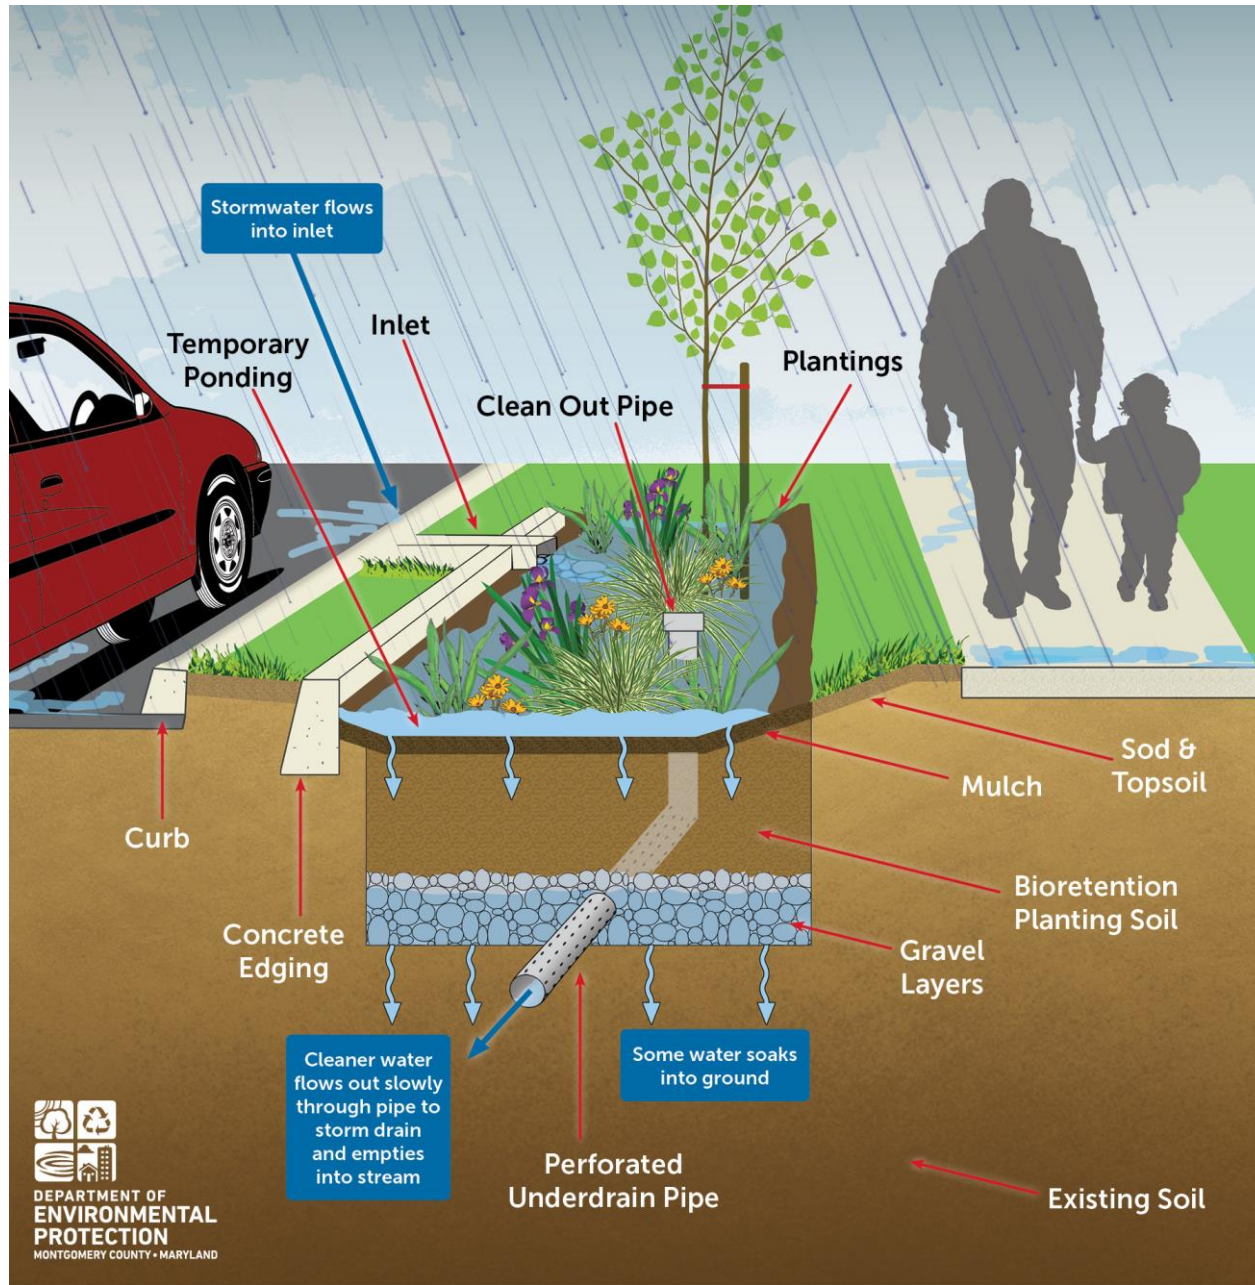 Stormwater flows
into inlet
Inlet
Temporary
Ponding
Plantings
Clean Out Pipe
Sod &
Topsoil
Mulch
Curb
Bioretention
Planting Soil
Concrete
Edging
Gravel
Layers
Cleaner water
flows out slowly
through pipe to
storm drain
and empties
into stream
Some water soaks
into ground
Perforated
Underdrain Pipe
Existing Soil
DEPARTMENT OF
ENVIRONMENTAL
PROTECTION
MONTGOMERY COUNTY • MARYLAND